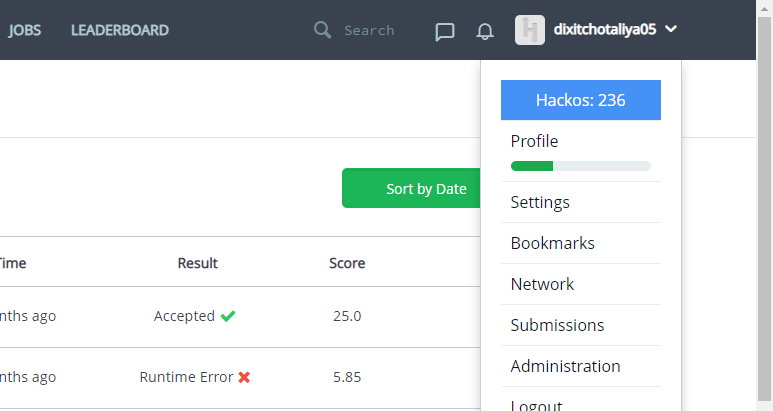 JOBS LEADERBOARD Search dixitchotaliya05
Hackos: 236
Profile
Sort by Date
Settings
Bookmarks
Network
Submissions
Administration
Logout
Time Result Score
nths ago Accepted 25.0
nths ago Runtime Error 5.85